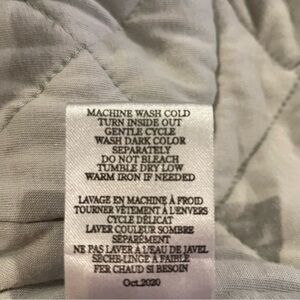 MACHINE WASH COLD
TURN INSIDE OUT
GENTLE CYCLE
WASH DARK COLOR
SEPARATELY
DO NOT BLEACH
TUMBLE DRY LOW
WARM IRON IF NEEDED
LAVAGE EN MACHINE À FROID
TOURNER VÊTEMENT À L'ENVERS
CYCLE DÉLICAT
LAVER COULEUR SOMBRE
SÉPARÉMENT
NE PAS LAVER À L'EAU DE JAVEL
SÈCHE-LINGE À FAIBLE
FER CHAUD SI BESOIN
Oct.2020